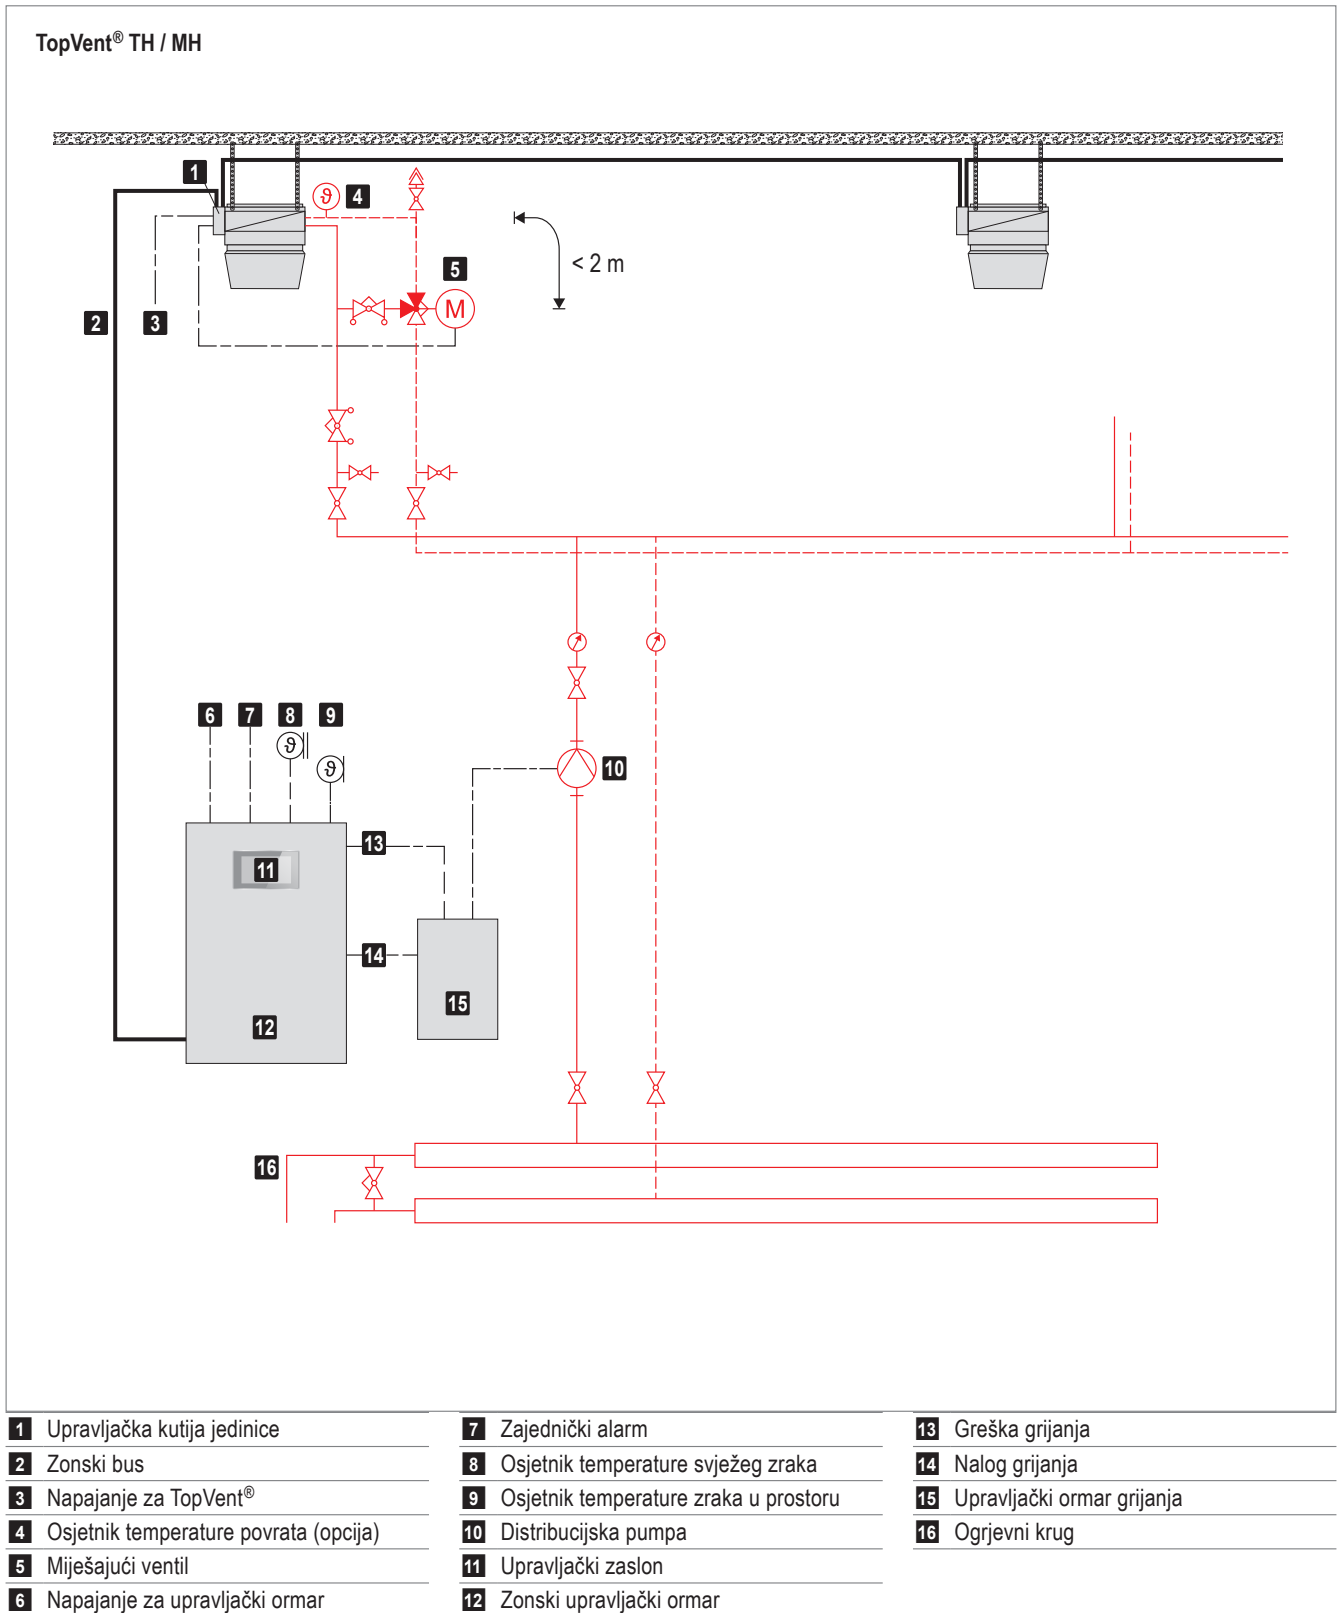 TopVent® TH / MH
1
ϑ
4
< 2 m
5
M
2
3
6
7
8
9
ϑ
ϑ
10
13
11
14
15
12
16
1 Upravljačka kutija jedinice
2 Zonski bus
3 Napajanje za TopVent®
4 Osjetnik temperature povrata (opcija)
5 Miješajući ventil
6 Napajanje za upravljački ormar
7 Zajednički alarm
8 Osjetnik temperature svježeg zraka
9 Osjetnik temperature zraka u prostoru
10 Distribucijska pumpa
11 Upravljački zaslon
12 Zonski upravljački ormar
13 Greška grijanja
14 Nalog grijanja
15 Upravljački ormar grijanja
16 Ogrjevni krug